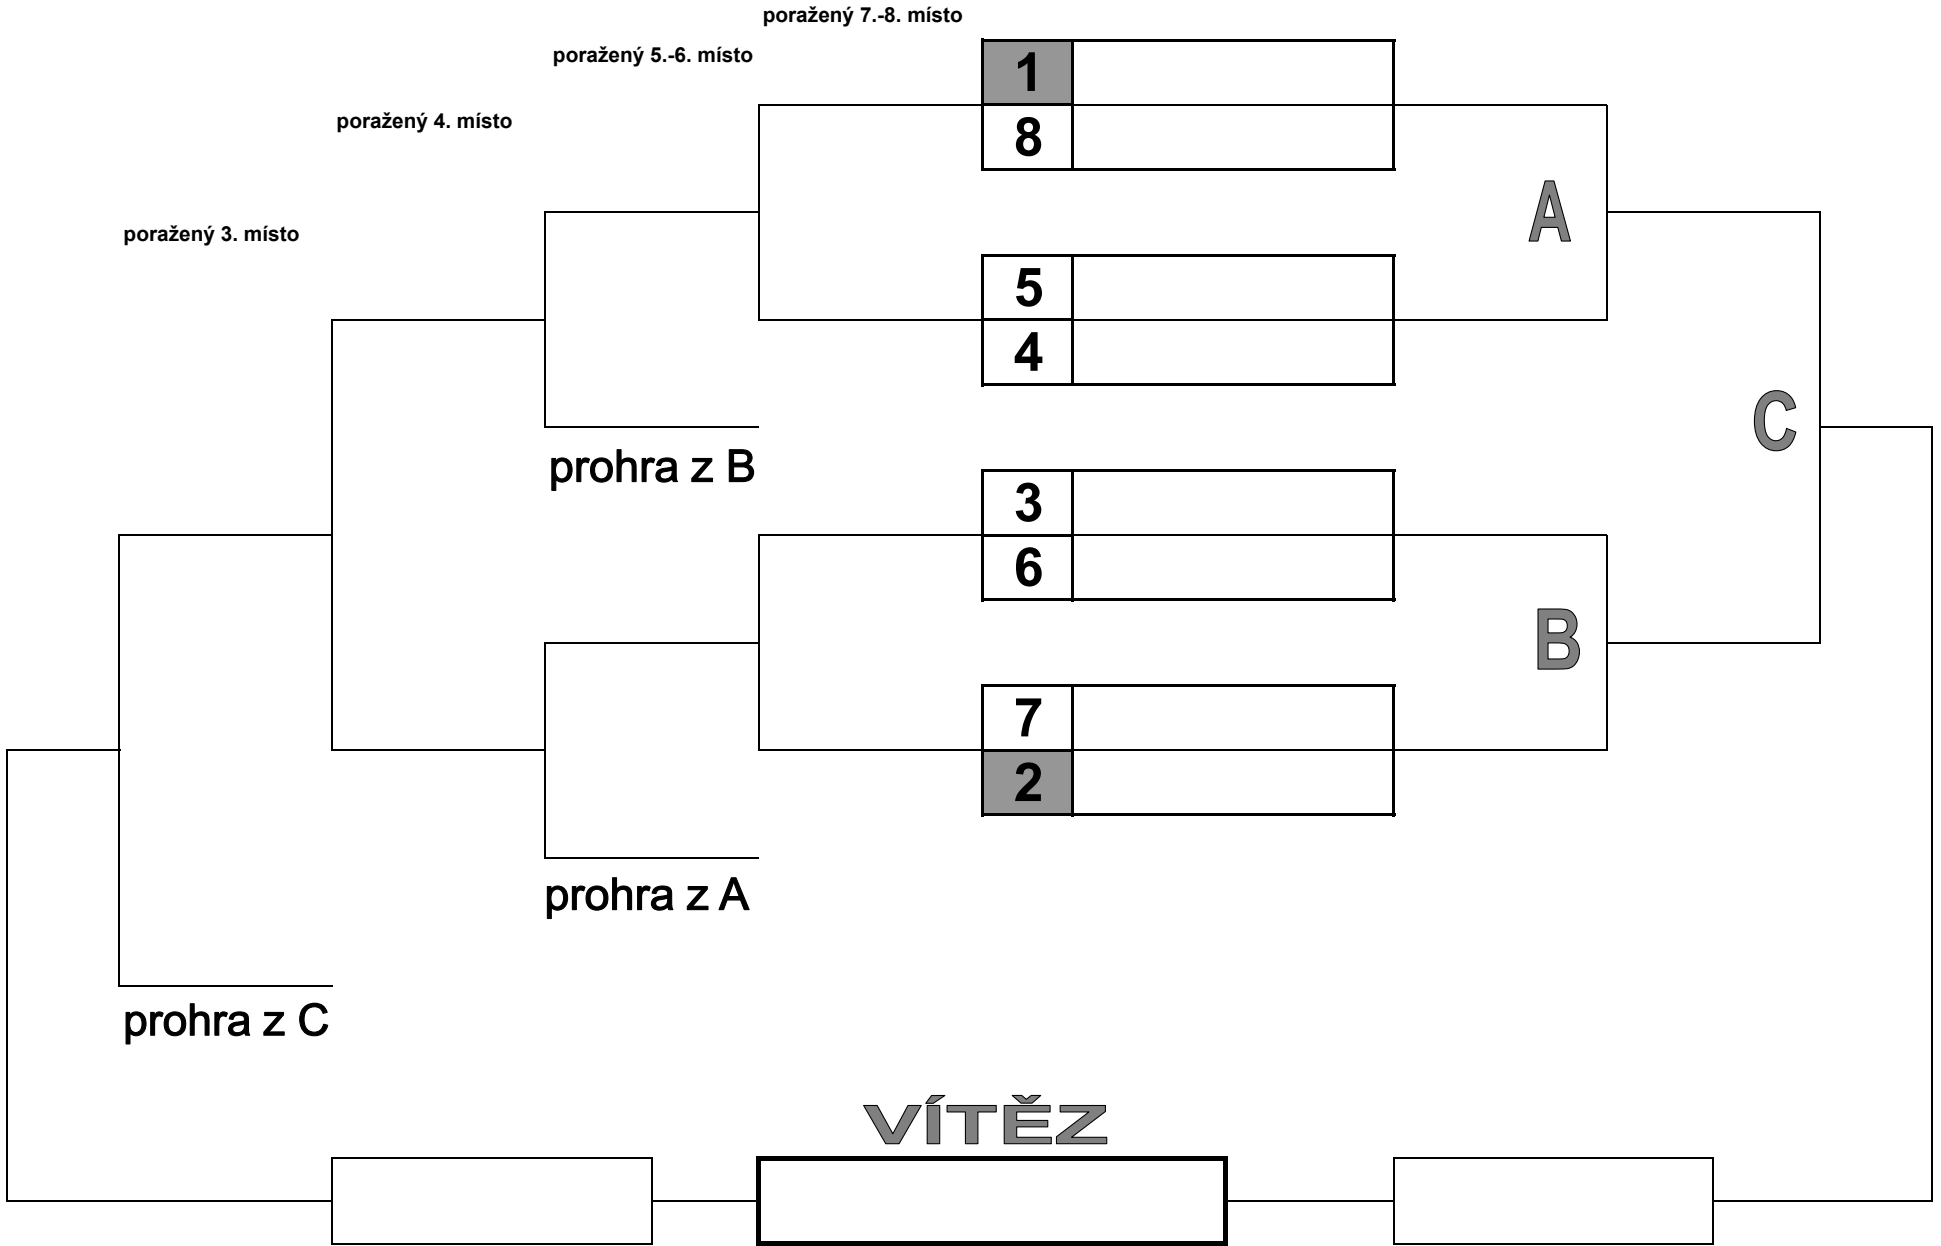 poražený 7.-8. místo
poražený 5.-6. místo
1
poražený 4. místo
8
A
poražený 3. místo
5
4
C
prohra z B
3
6
B
7
2
prohra z A
prohra z C
VÍTĚZ